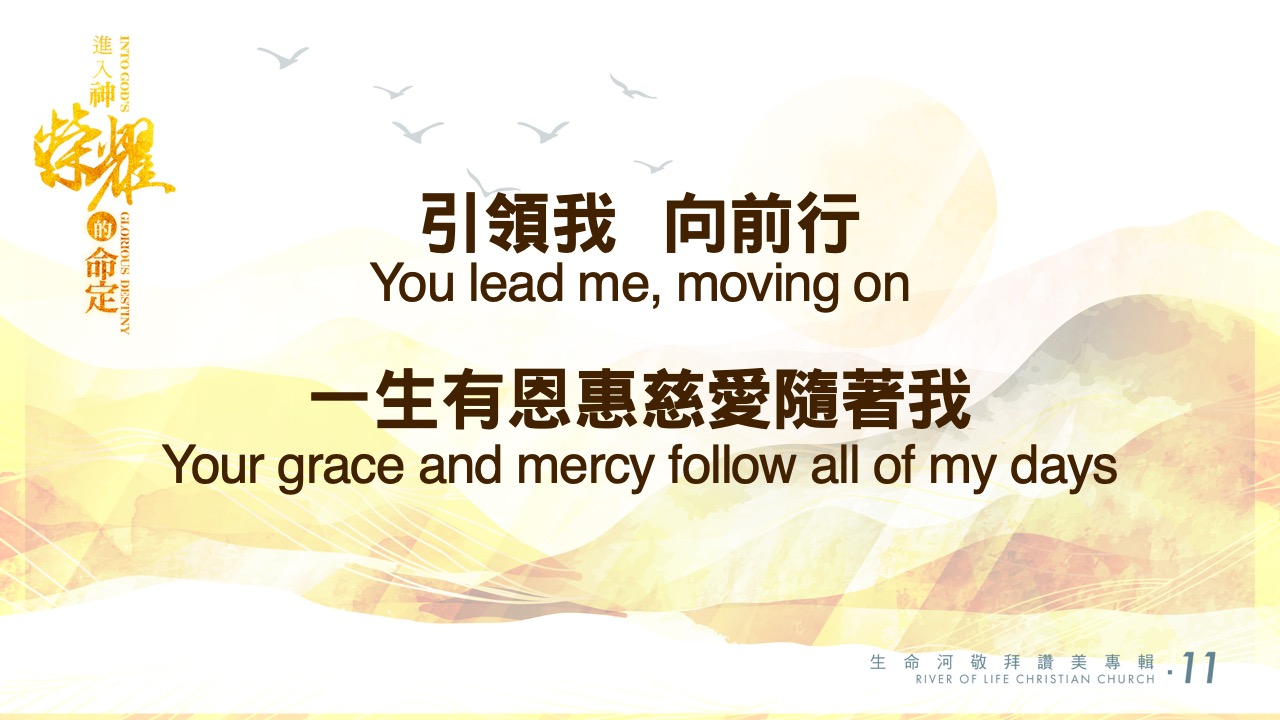 進入神
榮耀
的
命定
INTO GOD'S
GLORIOUS DESTINY
引領我 向前行
You lead me, moving on
一生有恩惠慈愛隨著我
Your grace and mercy follow all of my days
生命河敬拜讚美專輯
RIVER OF LIFE CHRISTIAN CHURCH
·11